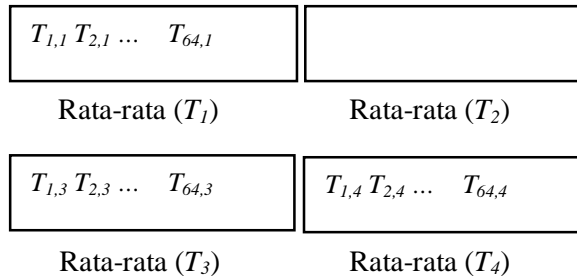 T1,1 T2,1 ... T64,1
Rata-rata (T1) Rata-rata (T2)
T1,3 T2,3 ... T64,3 T1,4 T2,4 ... T64,4
Rata-rata (T3) Rata-rata (T4)